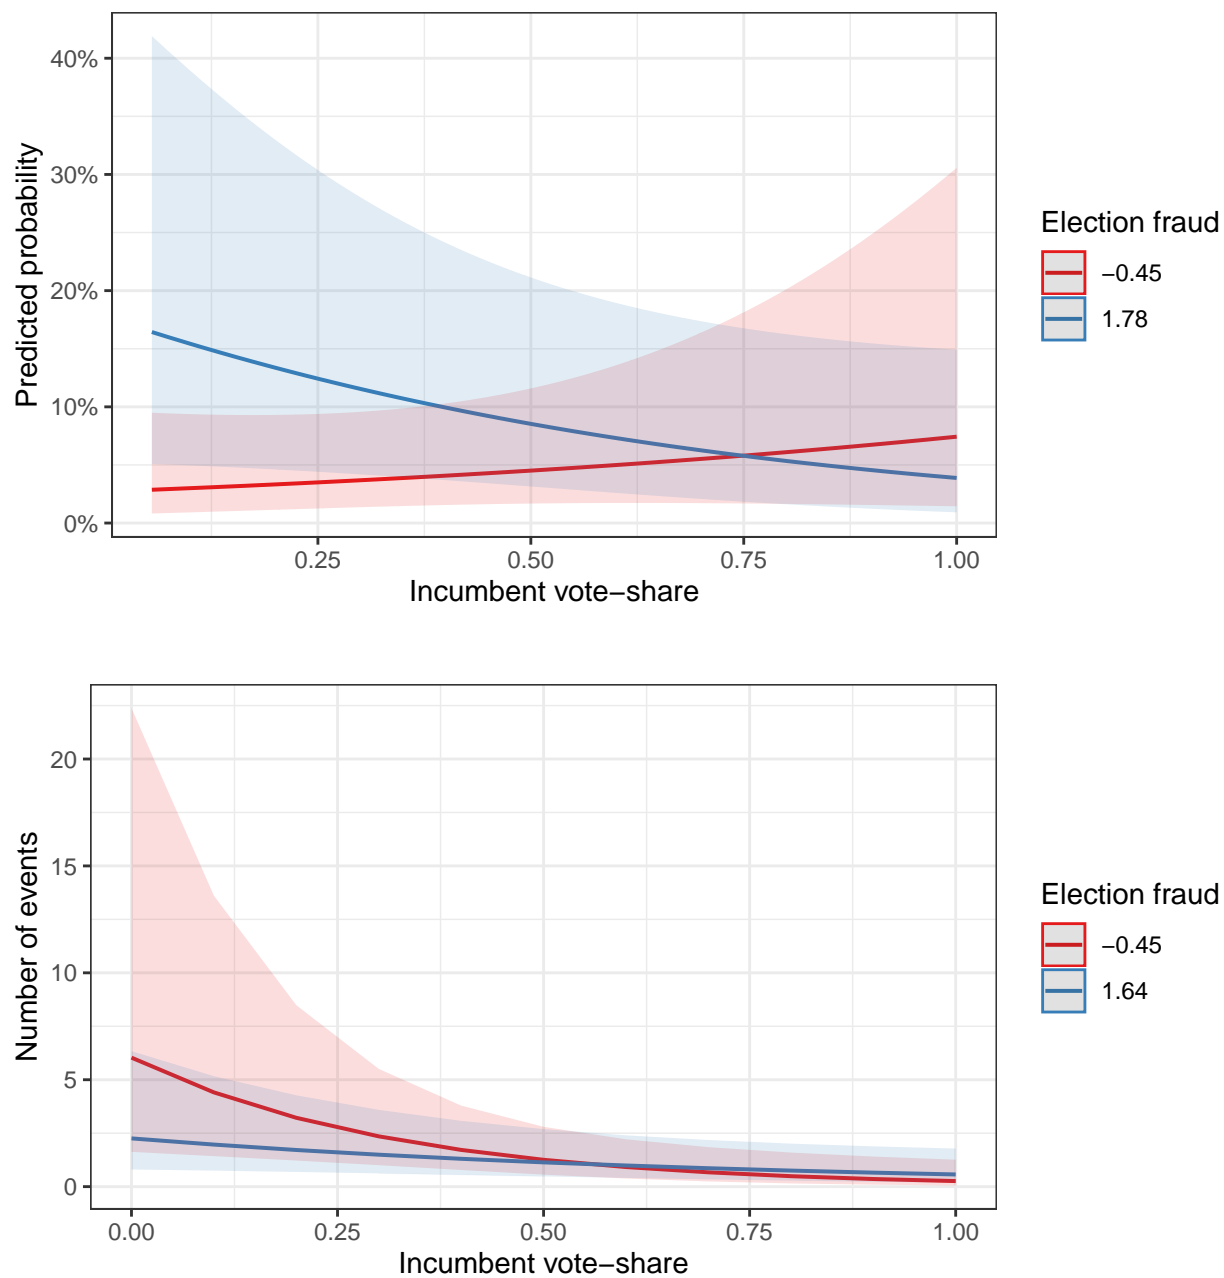 40%
30%
20%
10%
0%
Predicted probability
0.25 0.50 0.75 1.00
Incumbent vote−share
Election fraud
−0.45
1.78
20
15
10
5
0
Number of events
0.00 0.25 0.50 0.75 1.00
Incumbent vote−share
Election fraud
−0.45
1.64